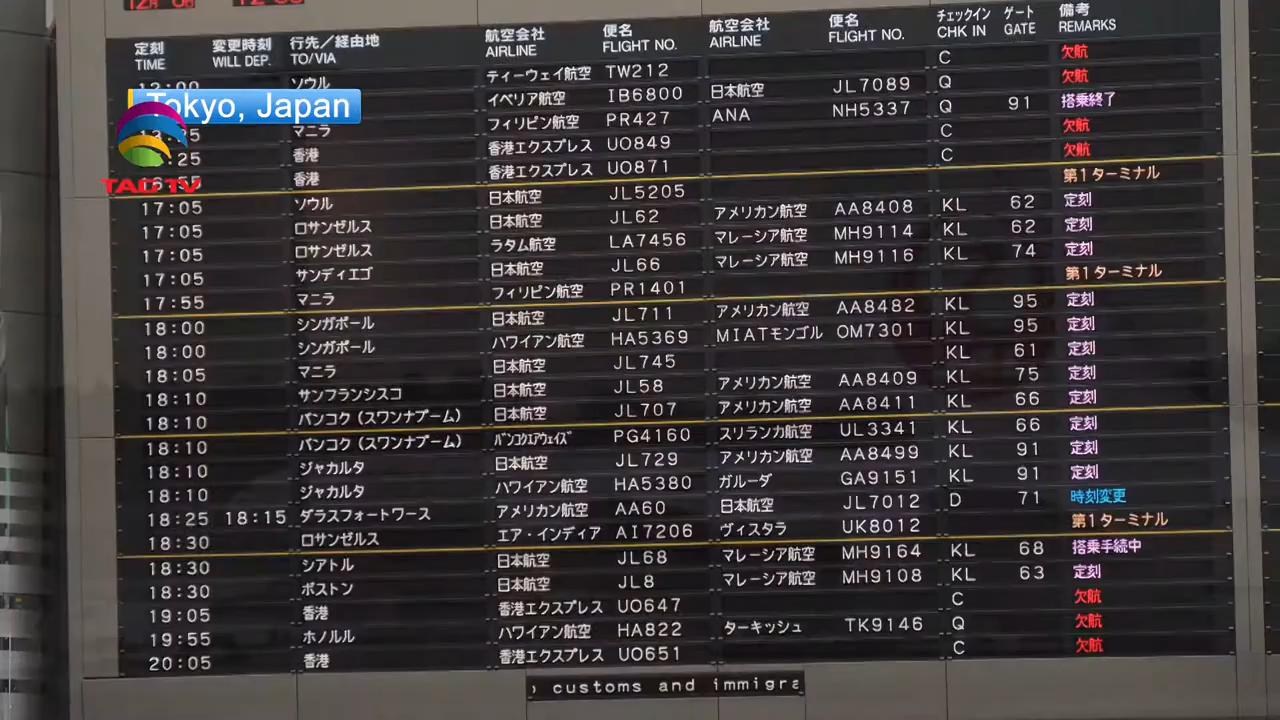 定刻 変更時刻 行先／経由地 航空会社 便名 航空会社 便名 チェックイン ゲート 備考
TIME WILL DEP. TO/VIA AIRLINE FLIGHT NO. AIRLINE FLIGHT NO. CHK IN GATE REMARKS
ソウル ティーウェイ航空 TW212 C 欠航
Tokyo, Japan
イベリア航空 IB6800 日本航空 JL7089 Q 欠航
マニラ フィリピン航空 PR427 ANA NH5337 Q 91 搭乗終了
香港 香港エクスプレス UO849 C 欠航
TAG TV
香港 香港エクスプレス UO871 C 欠航
17:05 ソウル 日本航空 JL5205 第1ターミナル
17:05 ロサンゼルス 日本航空 JL62 アメリカン航空 AA8408 KL 62 定刻
17:05 ロサンゼルス ラタム航空 LA7456 マレーシア航空 MH9114 KL 62 定刻
17:05 サンディエゴ 日本航空 JL66 マレーシア航空 MH9116 KL 74 定刻
17:55 マニラ フィリピン航空 PR1401 第1ターミナル
18:00 シンガポール 日本航空 JL711 アメリカン航空 AA8482 KL 95 定刻
18:00 シンガポール ハワイアン航空 HA5369 MIATモンゴル OM7301 KL 95 定刻
18:05 マニラ 日本航空 JL745 KL 61 定刻
18:10 サンフランシスコ 日本航空 JL58 アメリカン航空 AA8409 KL 75 定刻
18:10 バンコク（スワンナプーム） 日本航空 JL707 アメリカン航空 AA8411 KL 66 定刻
18:10 バンコク（スワンナプーム） ﾊﾞﾝｺｸｴｱｳｪｲｽﾞ PG4160 スリランカ航空 UL3341 KL 66 定刻
18:10 ジャカルタ 日本航空 JL729 アメリカン航空 AA8499 KL 91 定刻
18:10 ジャカルタ ハワイアン航空 HA5380 ガルーダ GA9151 KL 91 定刻
18:25 18:15 ダラスフォートワース アメリカン航空 AA60 日本航空 JL7012 D 71 時刻変更
18:30 ロサンゼルス エア・インディア AI7206 ヴィスタラ UK8012 第1ターミナル
18:30 シアトル 日本航空 JL68 マレーシア航空 MH9164 KL 68 搭乗手続中
18:30 ボストン 日本航空 JL8 マレーシア航空 MH9108 KL 63 定刻
19:05 香港 香港エクスプレス UO647 C 欠航
19:55 ホノルル ハワイアン航空 HA822 ターキッシュ TK9146 Q 欠航
20:05 香港 香港エクスプレス UO651 C 欠航
customs and immigra